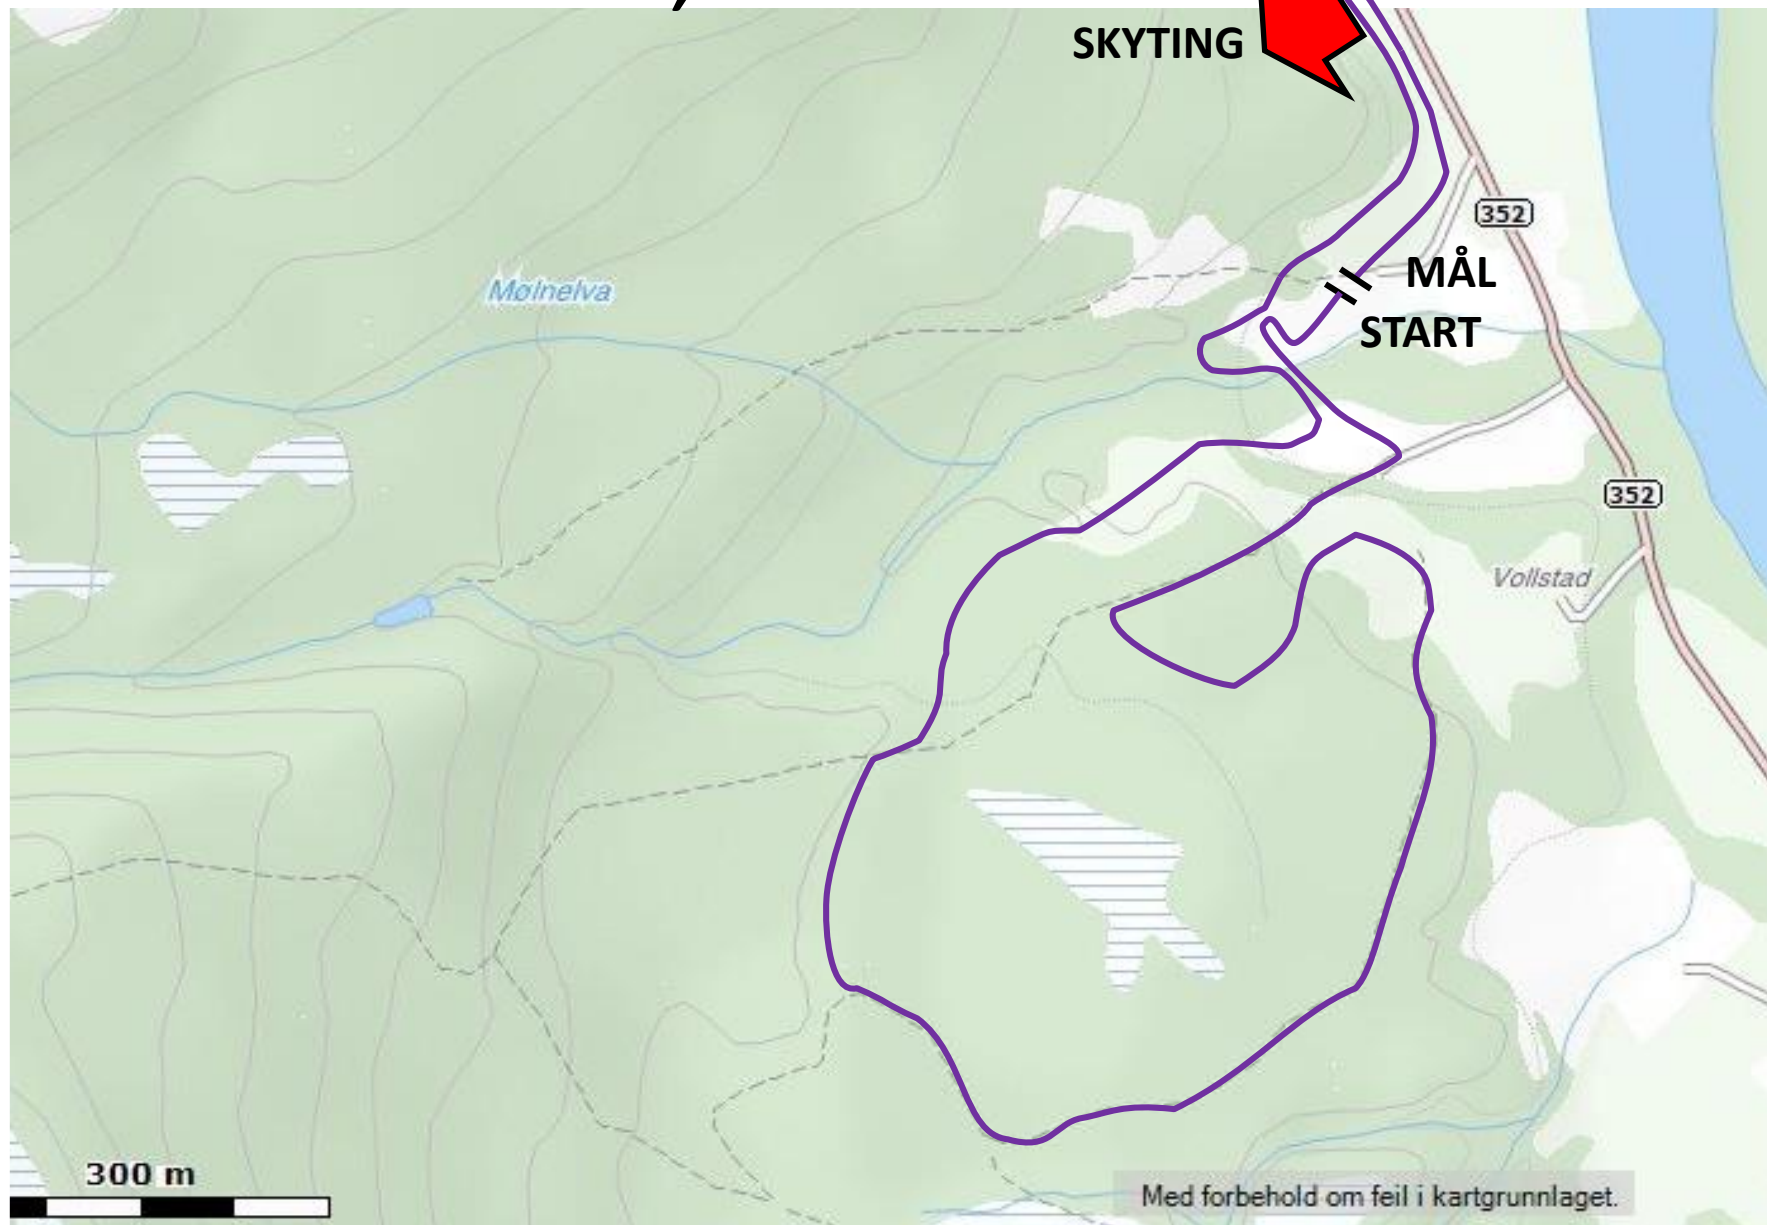 SKYTING
352
Mølnelva
MÅL
START
352
Vollstad
300 m
Med forbehold om feil i kartgrunnlaget.